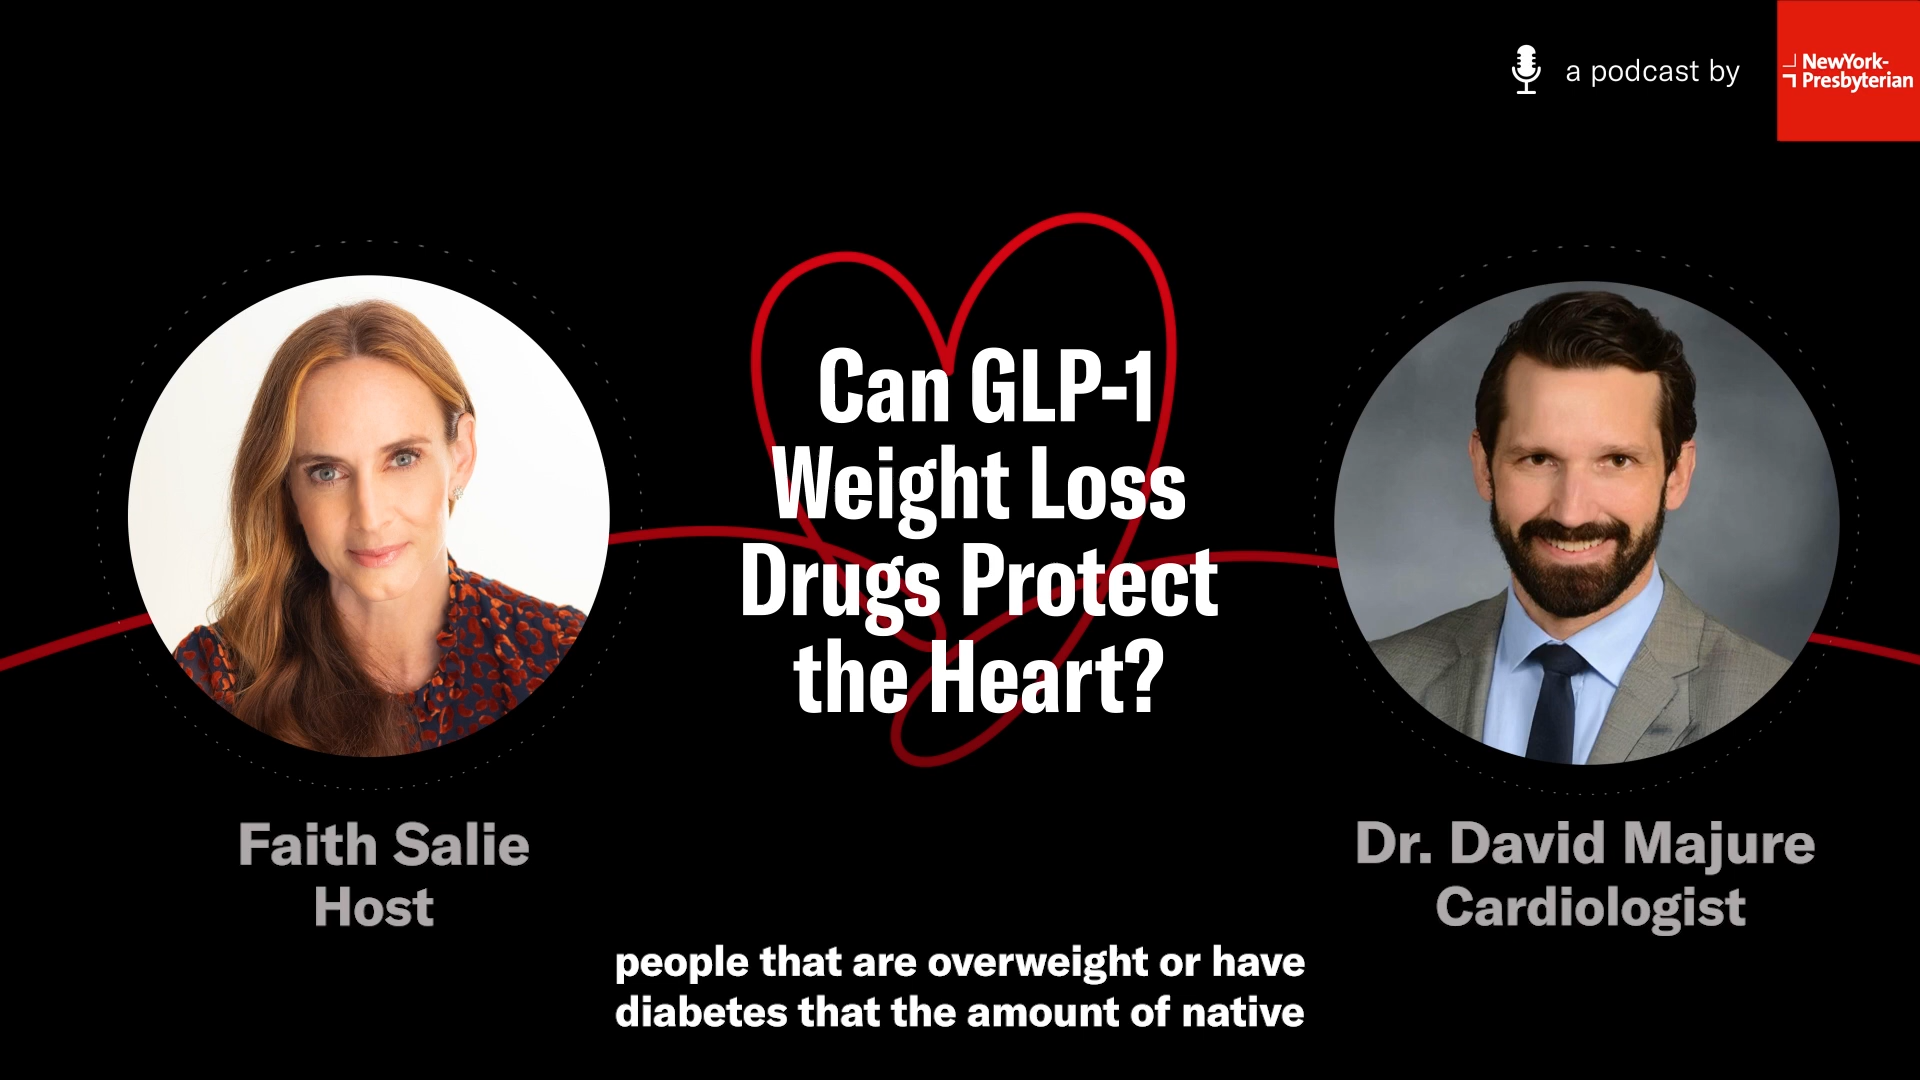 a podcast by
NewYork-
Presbyterian
Can GLP-1
Weight Loss
Drugs Protect
the Heart?
Faith Salie
Host
Dr. David Majure
Cardiologist
people that are overweight or have
diabetes that the amount of native